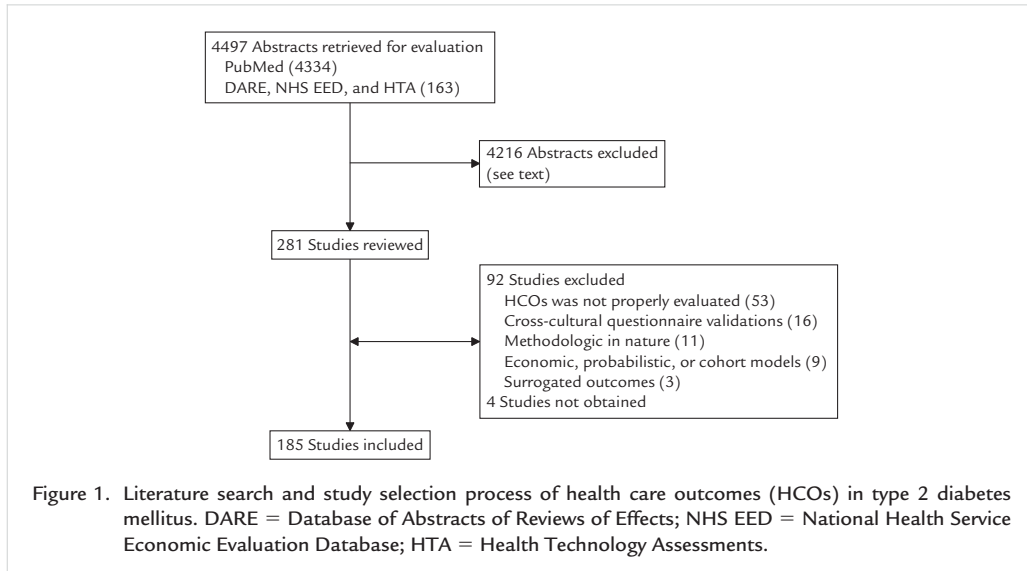 4497 Abstracts retrieved for evaluation
PubMed (4334)
DARE, NHS EED, and HTA (163)
4216 Abstracts excluded
(see text)
281 Studies reviewed
92 Studies excluded
HCOs was not properly evaluated (53)
Cross-cultural questionnaire validations (16)
Methodologic in nature (11)
Economic, probabilistic, or cohort models (9)
Surrogated outcomes (3)
4 Studies not obtained
185 Studies included
Figure 1. Literature search and study selection process of health care outcomes (HCOs) in type 2 diabetes
mellitus. DARE = Database of Abstracts of Reviews of Effects; NHS EED = National Health Service
Economic Evaluation Database; HTA = Health Technology Assessments.